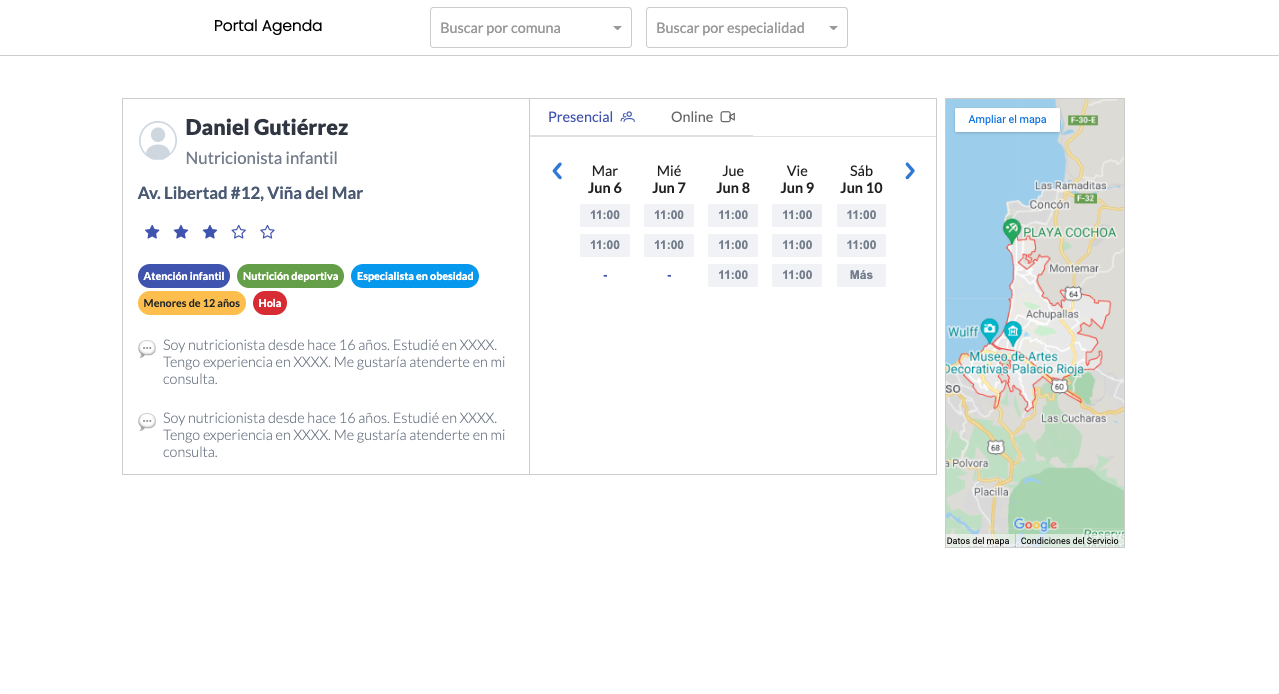 Portal Agenda
Buscar por comuna
Buscar por especialidad
Daniel Gutiérrez
Nutricionista infantil
Av. Libertad #12, Viña del Mar
Atención infantil
Nutrición deportiva
Especialista en obesidad
Menores de 12 años
Hola
Soy nutricionista desde hace 16 años. Estudié en XXXX.
Tengo experiencia en XXXX. Me gustaría atenderte en mi
consulta.
Soy nutricionista desde hace 16 años. Estudié en XXXX.
Tengo experiencia en XXXX. Me gustaría atenderte en mi
consulta.
Presencial
Online
Mar Mié Jue Vie Sáb
Jun 6 Jun 7 Jun 8 Jun 9 Jun 10
11:00 11:00 11:00 11:00 11:00
11:00 11:00 11:00 11:00 11:00
- - 11:00 11:00 Más
Ampliar el mapa
F-30-E
Las Ramaditas
F-32
Concón
PLAYA COCHOA
Montemar
64
Achupallas
Wulff
Museo de Artes
Decorativas Palacio Rioja
60
SO
Las Cucharas
68
a Polvora
Placilla
Google
Reserv
Datos del mapa
Condiciones del Servicio